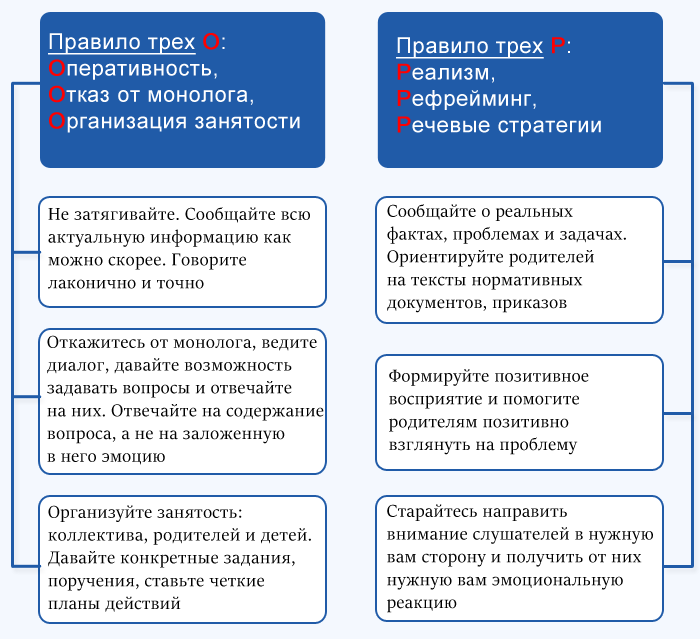 Правило трех О:
Оперативность,
Отказ от монолога,
Организация занятости
Не затягивайте. Сообщайте всю
актуальную информацию как
можно скорее. Говорите
лаконично и точно
Откажитесь от монолога, ведите
диалог, давайте возможность
задавать вопросы и отвечайте
на них. Отвечайте на содержание
вопроса, а не на заложенную
в него эмоцию
Организуйте занятость:
коллектива, родителей и детей.
Давайте конкретные задания,
поручения, ставьте четкие
планы действий
Правило трех Р:
Реализм,
Рефрейминг,
Речевые стратегии
Сообщайте о реальных
фактах, проблемах и задачах.
Ориентируйте родителей
на тексты нормативных
документов, приказов
Формируйте позитивное
восприятие и помогите
родителям позитивно
взглянуть на проблему
Старайтесь направить
внимание слушателей в нужную
вам сторону и получить от них
нужную вам эмоциональную
реакцию